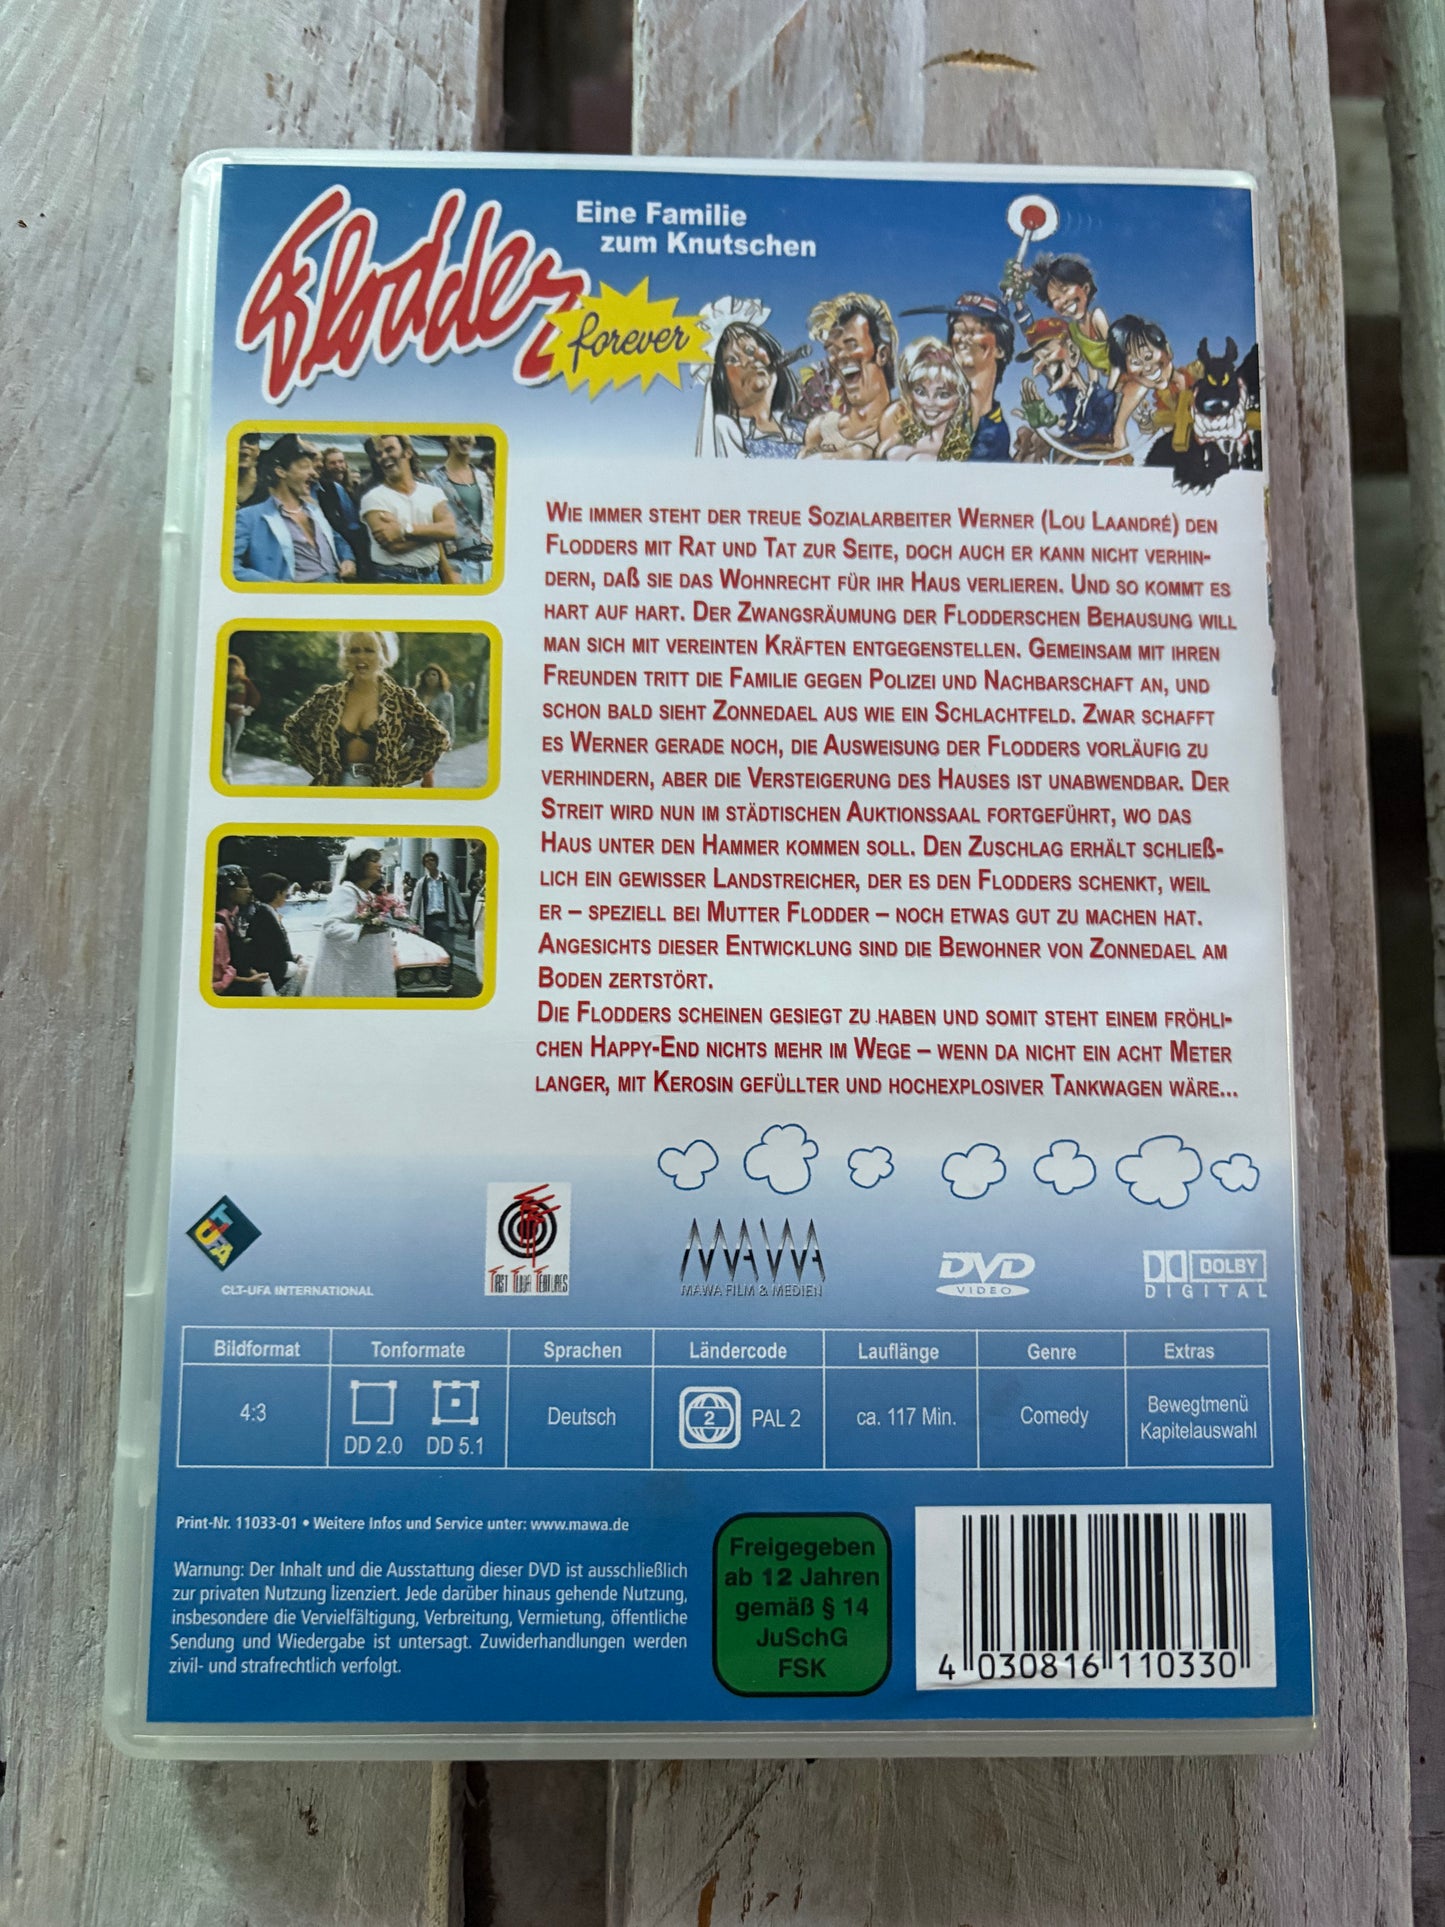 Flodder
forever
Eine Familie
zum Knutschen
Wie immer steht der treue Sozialarbeiter Werner (Lou Laandré) den
Flodders mit Rat und Tat zur Seite, doch auch er kann nicht verhin-
dern, daß sie das Wohnrecht für ihr Haus verlieren. Und so kommt es
hart auf hart. Der Zwangsräumung der Flodderschen Behausung will
man sich mit vereinten Kräften entgegenstellen. Gemeinsam mit ihren
Freunden tritt die Familie gegen Polizei und Nachbarschaft an, und
schon bald sieht Zonnedael aus wie ein Schlachtfeld. Zwar schafft
es Werner gerade noch, die Ausweisung der Flodders vorläufig zu
verhindern, aber die Versteigerung des Hauses ist unabwendbar. Der
Streit wird nun im städtischen Auktionssaal fortgeführt, wo das
Haus unter den Hammer kommen soll. Den Zuschlag erhält schließ-
lich ein gewisser Landstreicher, der es den Flodders schenkt, weil
er – speziell bei Mutter Flodder – noch etwas gut zu machen hat.
Angesichts dieser Entwicklung sind die Bewohner von Zonnedael am
Boden zertstört.
Die Flodders scheinen gesiegt zu haben und somit steht einem fröhli-
chen Happy-End nichts mehr im Wege – wenn da nicht ein acht Meter
langer, mit Kerosin gefüllter und hochexplosiver Tankwagen wäre...
UFA
CLT-UFA INTERNATIONAL
First Floor Features
MAWA
MAWA FILM & MEDIEN
DVD
VIDEO
DOLBY
DIGITAL
Bildformat Tonformate Sprachen Ländercode Lauflänge Genre Extras
4:3 DD 2.0 DD 5.1 Deutsch 2 PAL 2 ca. 117 Min. Comedy Bewegtmenü
Kapitelauswahl
Print-Nr. 11033-01 • Weitere Infos und Service unter: www.mawa.de
Warnung: Der Inhalt und die Ausstattung dieser DVD ist ausschließlich
zur privaten Nutzung lizenziert. Jede darüber hinaus gehende Nutzung,
insbesondere die Vervielfältigung, Verbreitung, Vermietung, öffentliche
Sendung und Wiedergabe ist untersagt. Zuwiderhandlungen werden
zivil- und strafrechtlich verfolgt.
Freigegeben
ab 12 Jahren
gemäß § 14
JuSchG
FSK
4 030816 110330